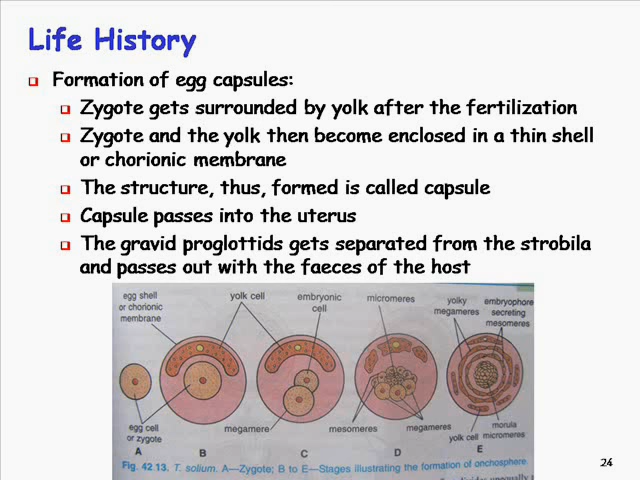 Life History
Formation of egg capsules:
Zygote gets surrounded by yolk after the fertilization
Zygote and the yolk then become enclosed in a thin shell
or chorionic membrane
The structure, thus, formed is called capsule
Capsule passes into the uterus
The gravid proglottids gets separated from the strobila
and passes out with the faeces of the host
egg shell
or chorionic
membrane
yolk cell
embryonic
cell
micromeres
yolky
megameres
embryophore
secreting
mesomeres
egg cell
or zygote
megamere
mesomeres
megameres
yolk cell
morula
micromeres
A
B
C
D
E
Fig. 42.13. T. solium. A—Zygote; B to E—Stages illustrating the formation of onchosphere.
24